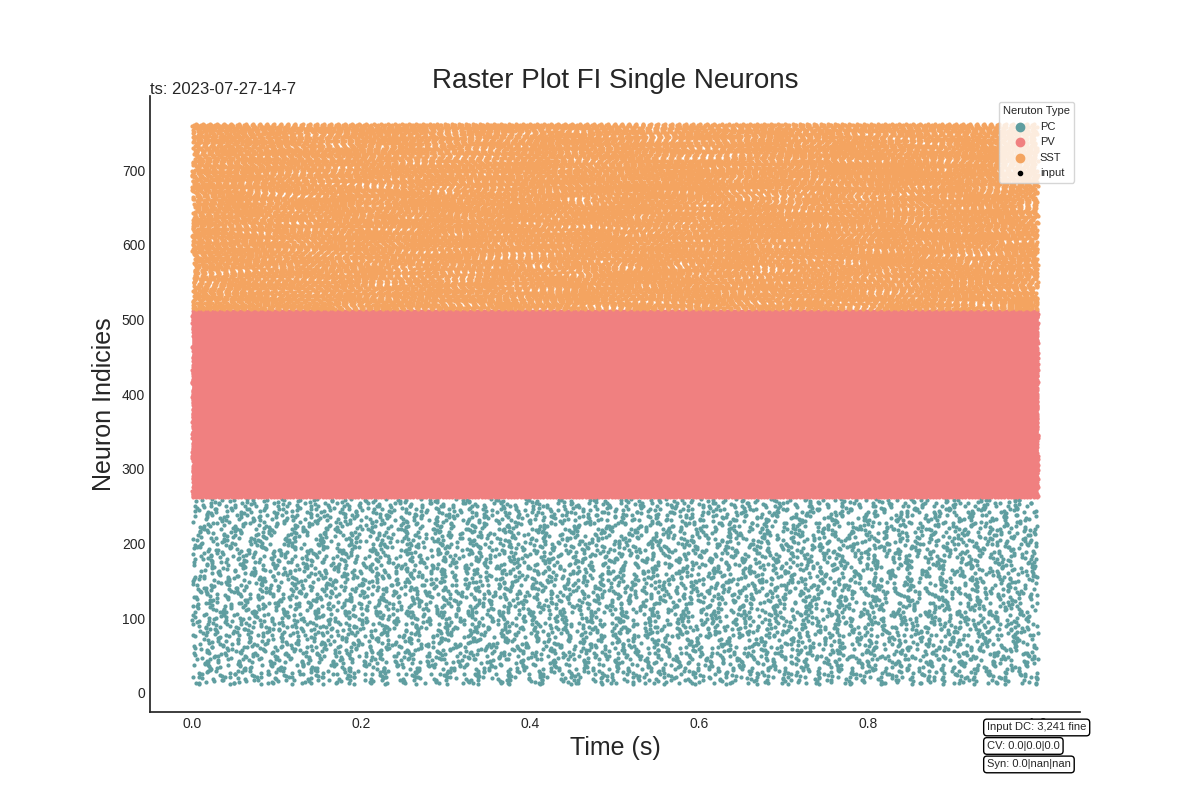 Raster Plot FI Single Neurons
ts: 2023-07-27-14-7
Neruton Type
PC
PV
SST
input
Neuron Indicies
700
600
500
400
300
200
100
0
0.0
0.2
0.4
0.6
0.8
Time (s)
Input DC: 3,241 fine
CV: 0.0|0.0|0.0
Syn: 0.0|nan|nan